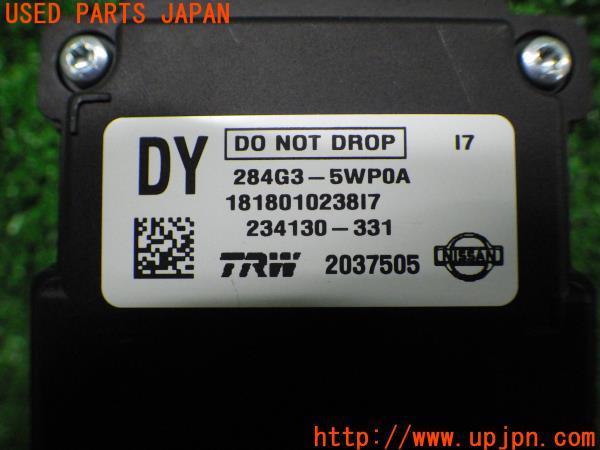 USED PARTS JAPAN
DY
DO NOT DROP
I7
284G3-5WP0A
1818010238I7
234130-331
TRW 2037505
NISSAN
http://www.upjpn.com